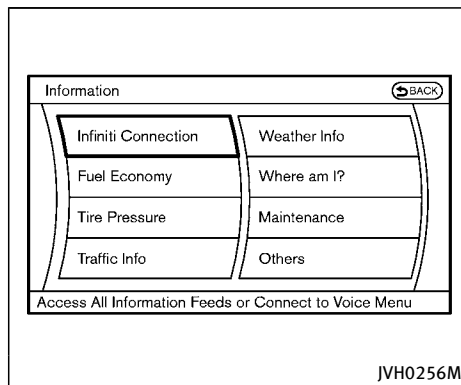 Information
BACK
Infiniti Connection
Weather Info
Fuel Economy
Where am I?
Tire Pressure
Maintenance
Traffic Info
Others
Access All Information Feeds or Connect to Voice Menu
JVH0256M